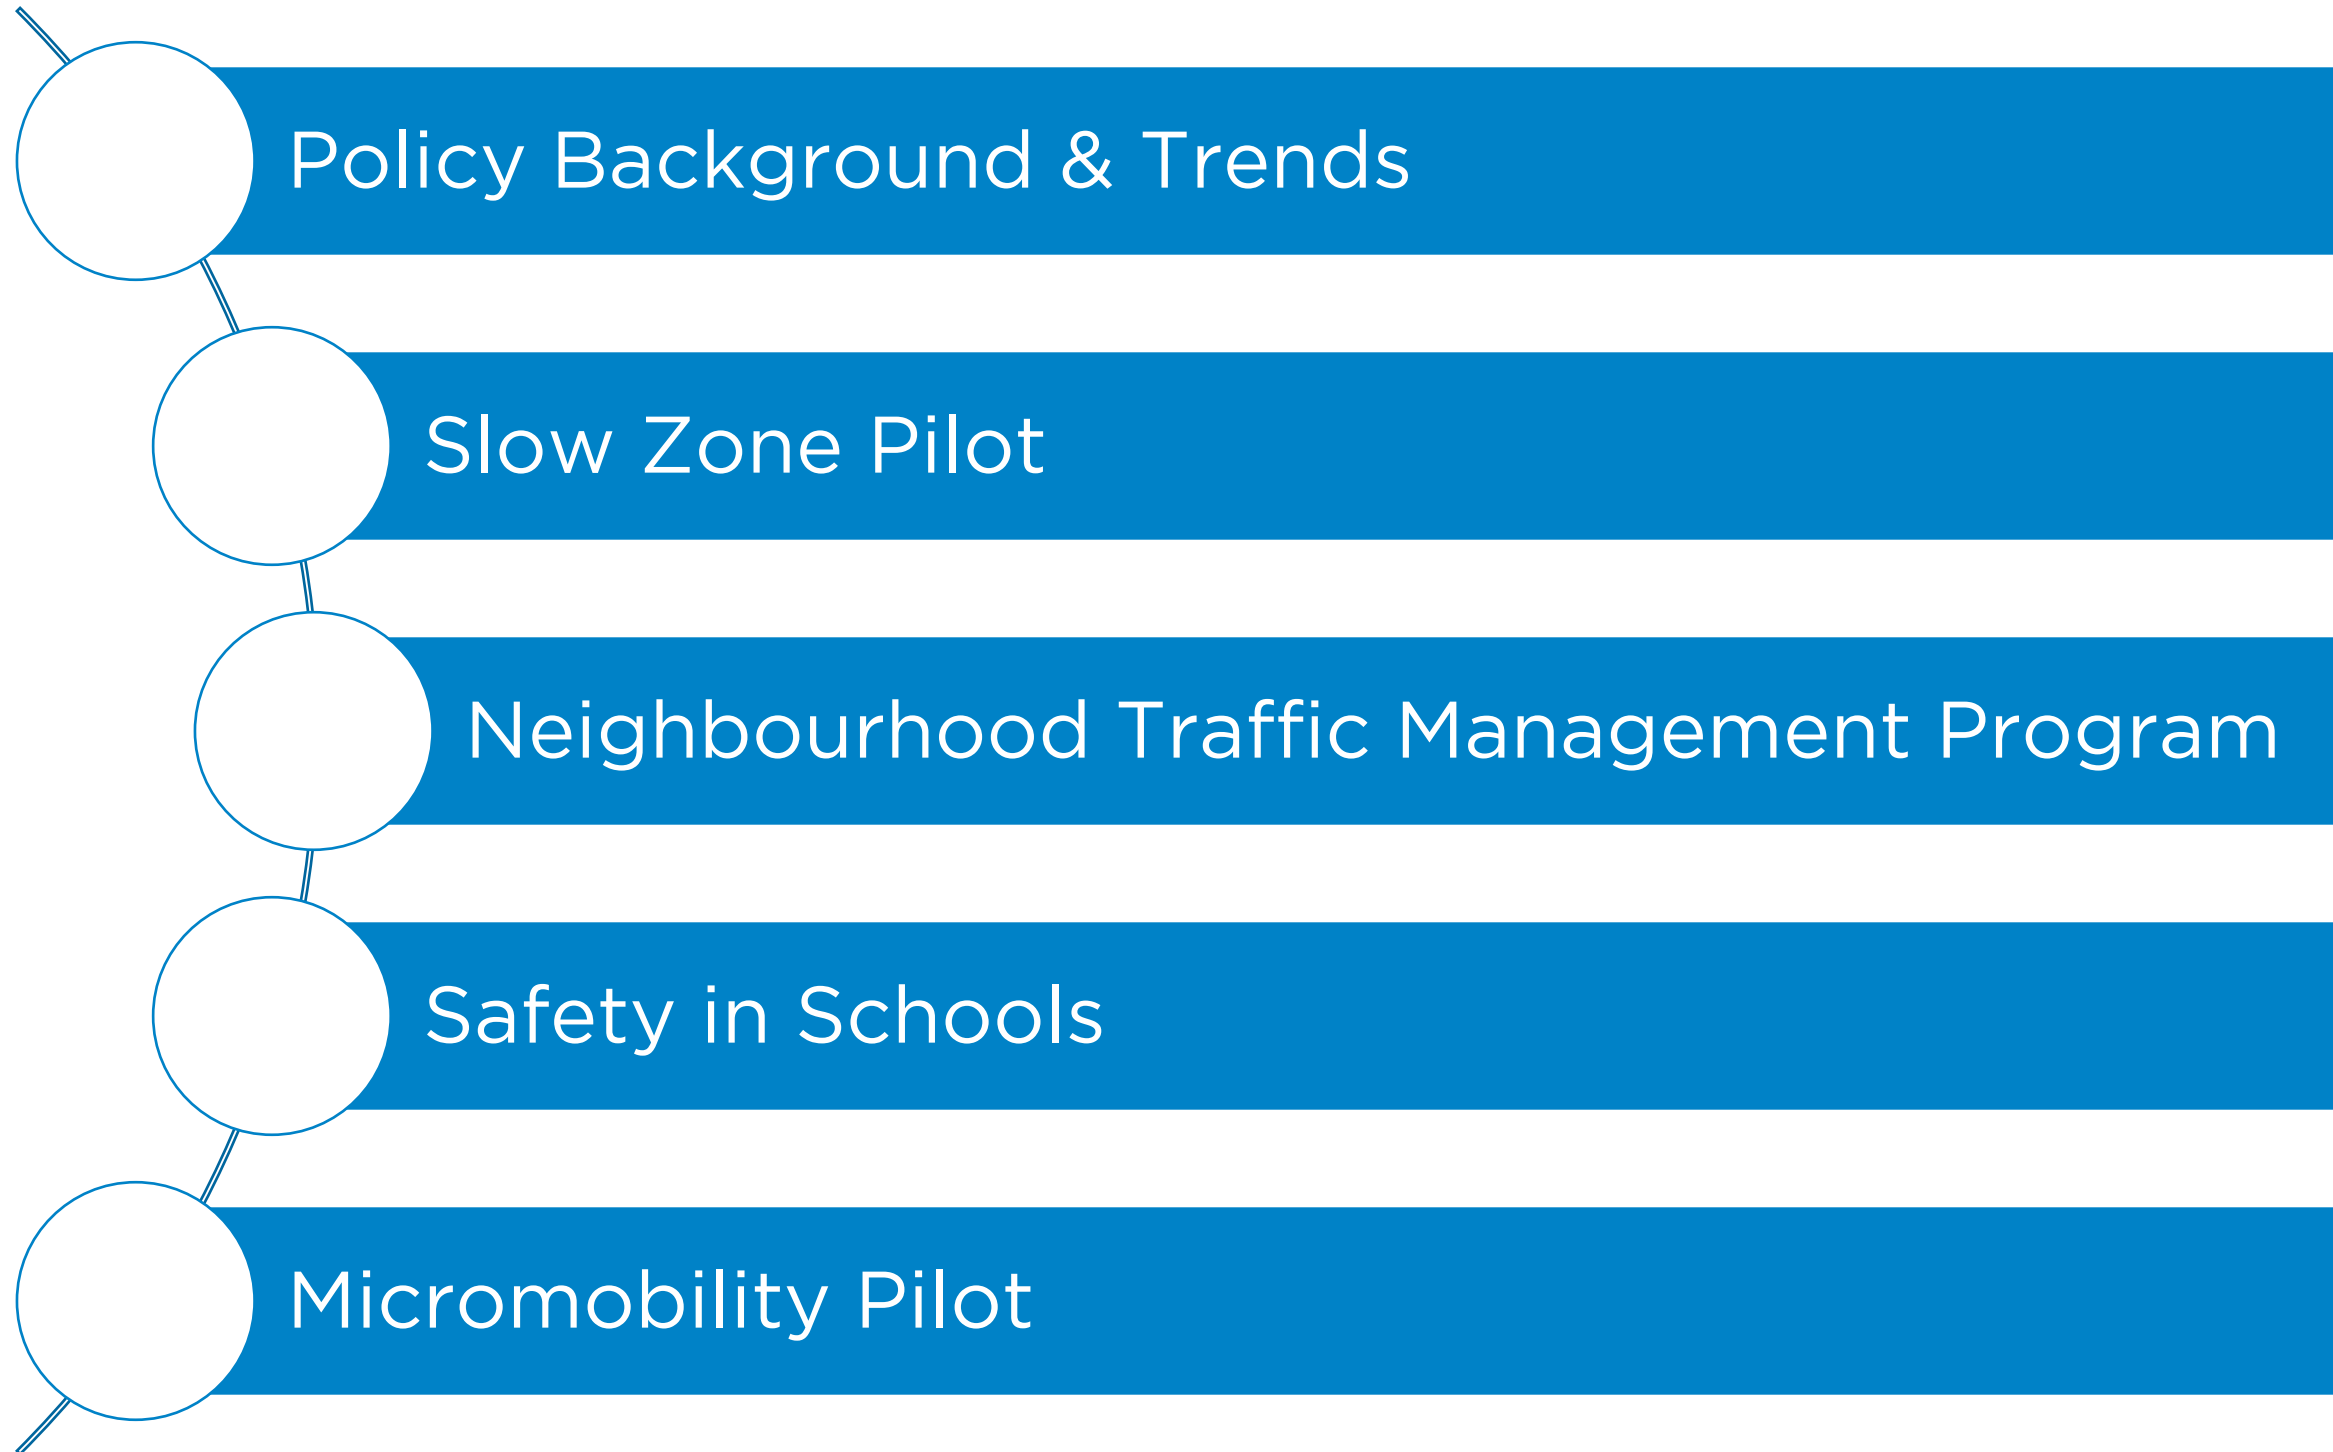 Policy Background & Trends
Slow Zone Pilot
Neighbourhood Traffic Management Program
Safety in Schools
Micromobility Pilot